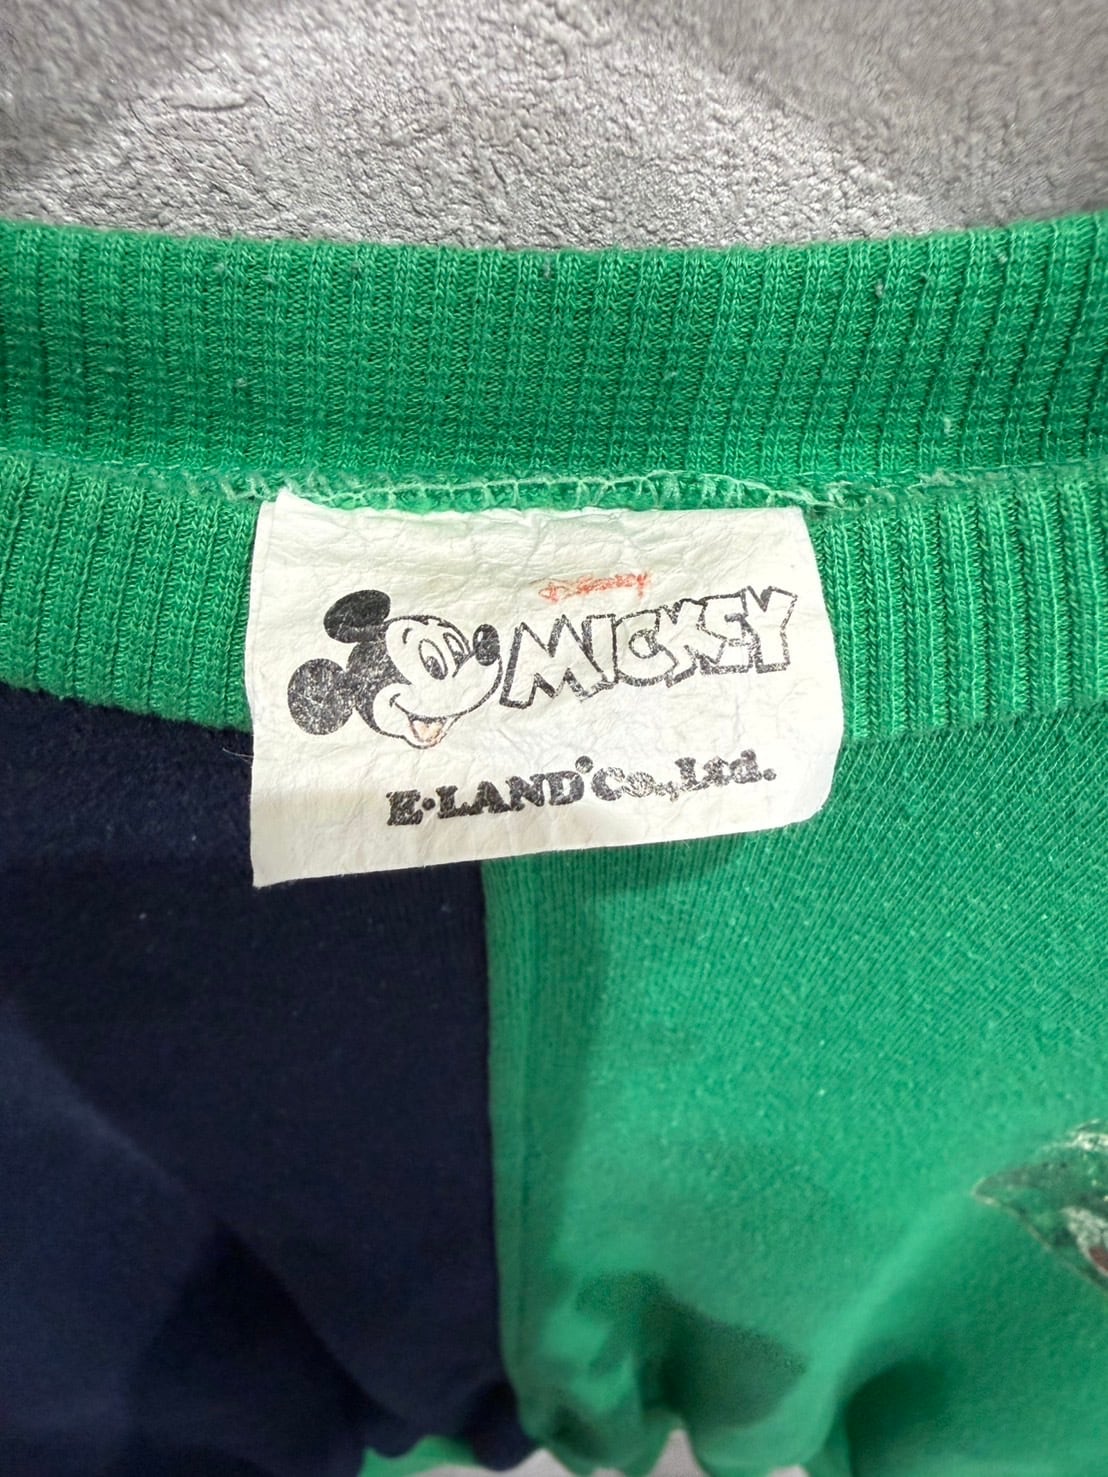 Disney
MICKEY
E·LAND Co., Ltd.